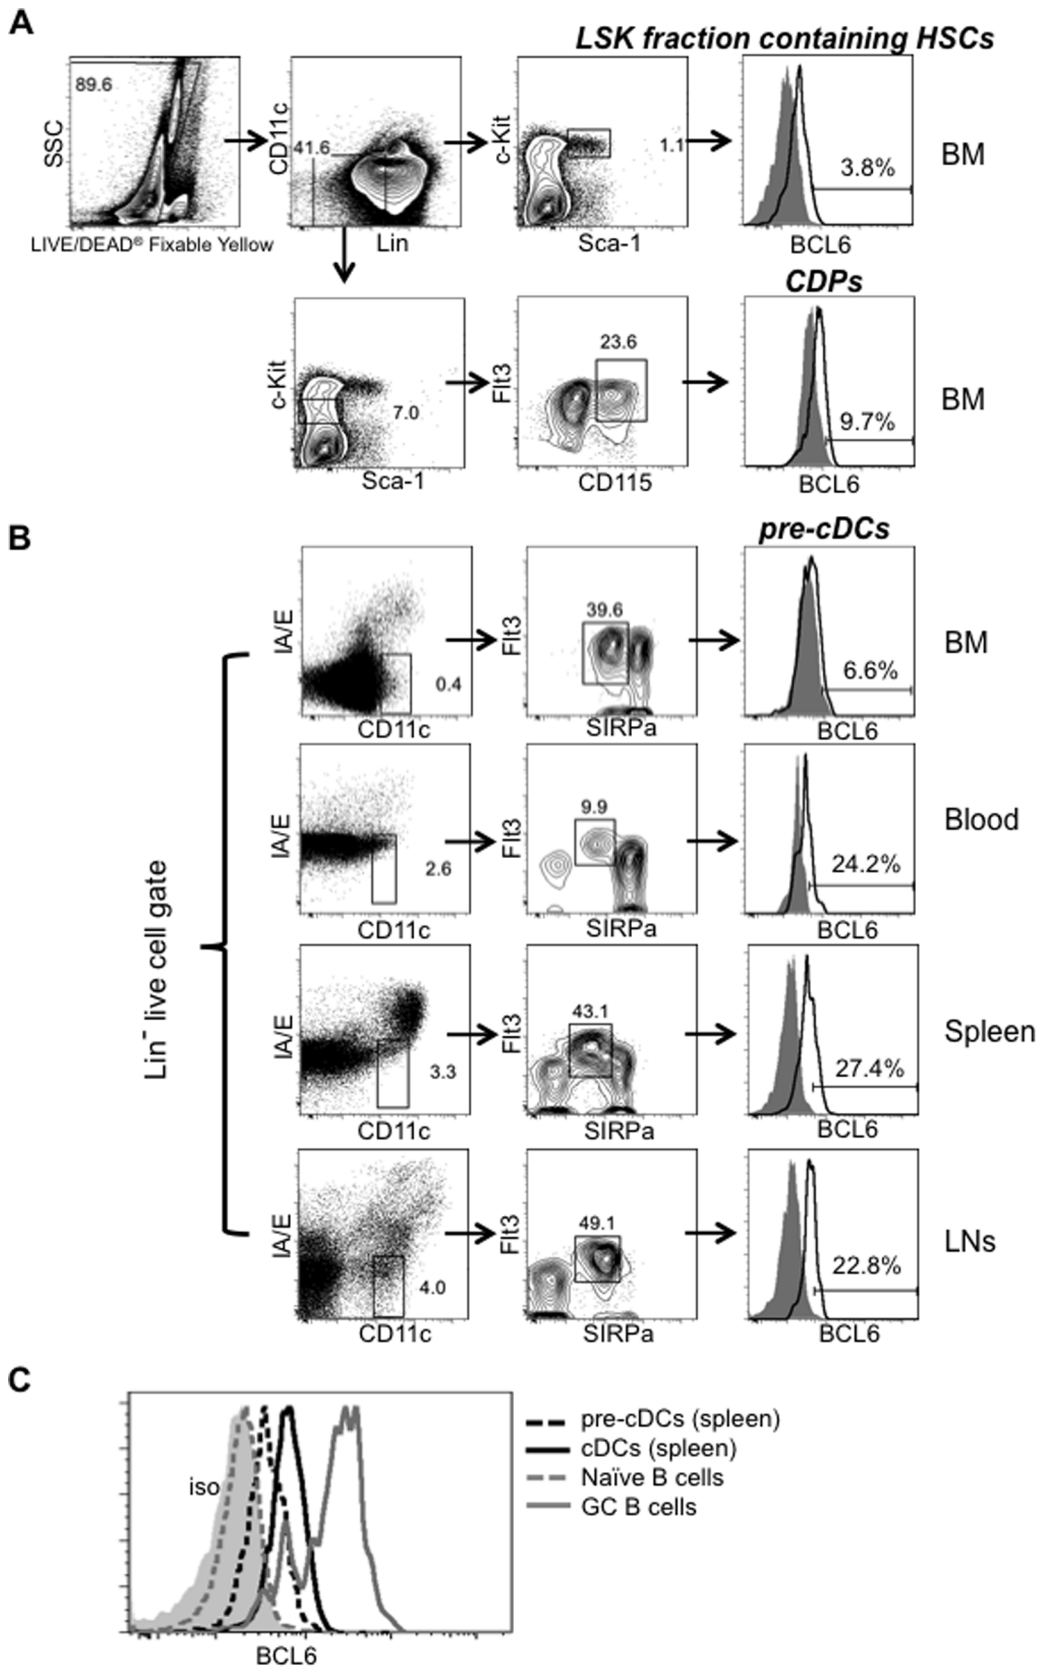 A
LSK fraction containing HSCs
89.6
SSC
LIVE/DEAD® Fixable Yellow
CD11c
41.6
Lin
c-Kit
1.1
Sca-1
3.8%
BCL6
BM
CDPs
c-Kit
7.0
Sca-1
Flt3
23.6
CD115
9.7%
BCL6
BM
B
pre-cDCs
Lin⁻ live cell gate
IA/E
0.4
CD11c
Flt3
39.6
SIRPa
6.6%
BCL6
BM
IA/E
2.6
CD11c
Flt3
9.9
SIRPa
24.2%
BCL6
Blood
IA/E
3.3
CD11c
Flt3
43.1
SIRPa
27.4%
BCL6
Spleen
IA/E
4.0
CD11c
Flt3
49.1
SIRPa
22.8%
BCL6
LNs
C
iso
BCL6
pre-cDCs (spleen)
cDCs (spleen)
Naïve B cells
GC B cells